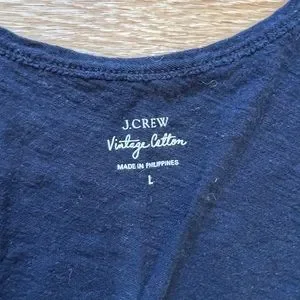 J.CREW
Vintage Cotton
MADE IN PHILIPPINES
L